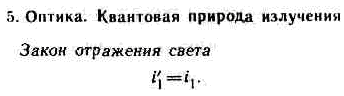 5. Оптика. Квантовая природа излучения
Закон отражения света
i′₁=i₁.